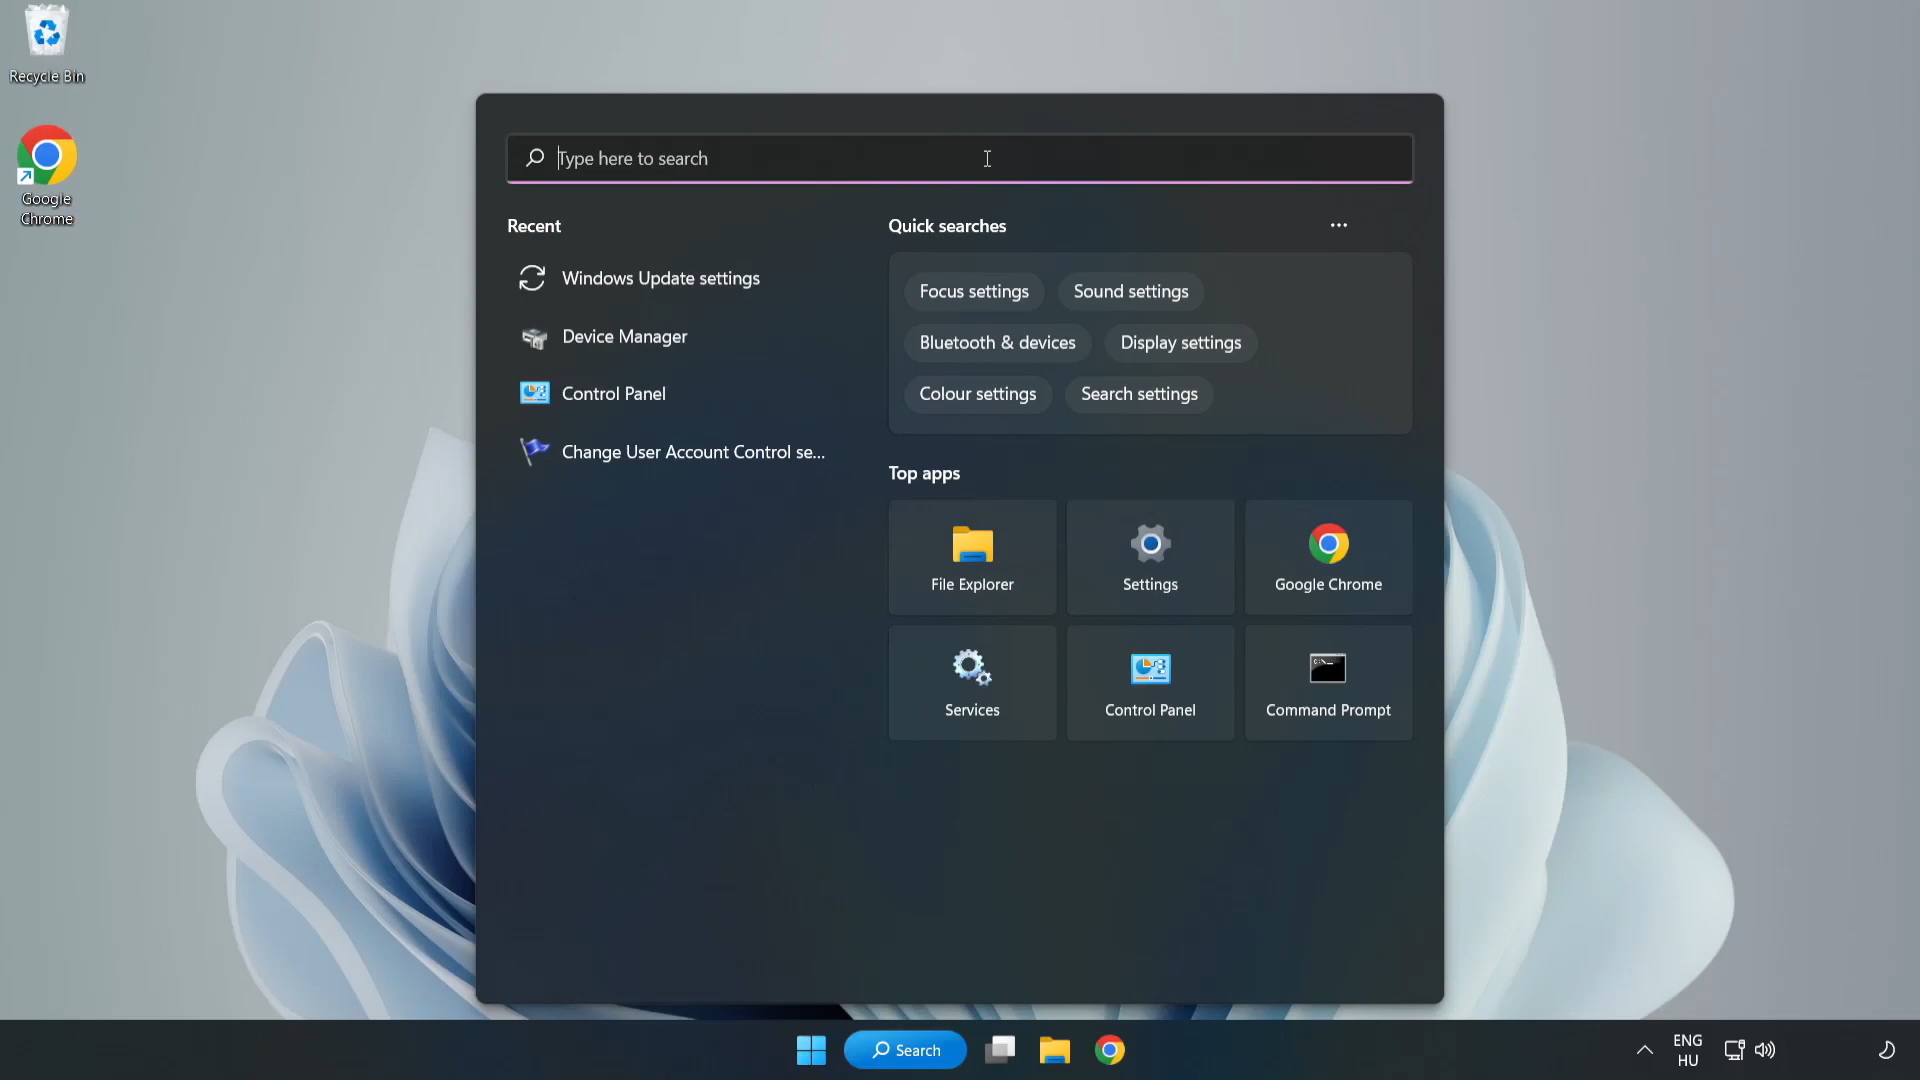 Recycle Bin
Google
Chrome
Type here to search
Recent
Windows Update settings
Device Manager
Control Panel
Change User Account Control se...
Quick searches
Focus settings
Sound settings
Bluetooth & devices
Display settings
Colour settings
Search settings
Top apps
File Explorer
Settings
Google Chrome
Services
Control Panel
Command Prompt
Search
ENG
HU